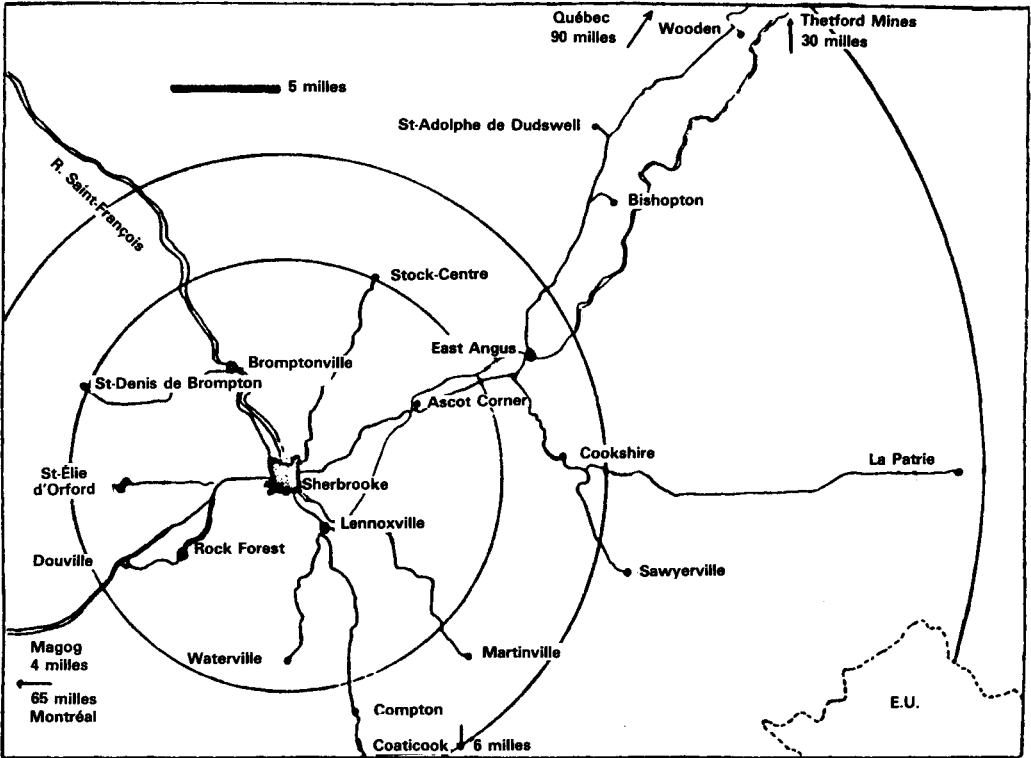 Québec
90 milles
Wooden
Thetford Mines
30 milles
5 milles
St-Adolphe de Dudswell
R. Saint-François
Bishopton
Stock-Centre
East Angus
Bromptonville
St-Denis de Brompton
Ascot Corner
Cookshire
La Patrie
St-Élie
d'Orford
Sherbrooke
Lennoxville
Rock Forest
Douville
Sawyerville
Magog
4 milles
65 milles
Montréal
Waterville
Martinville
E.U.
Compton
Coaticook
6 milles